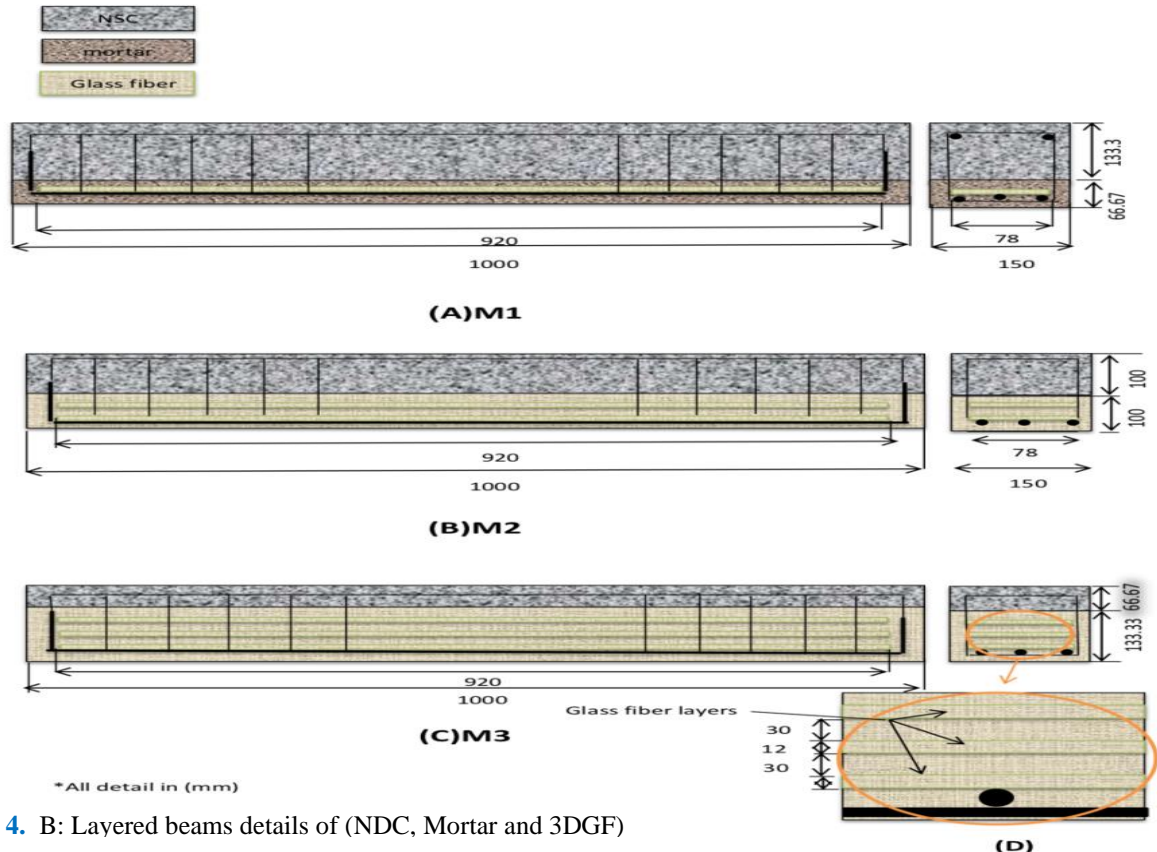 NSC
mortar
Glass fiber
133.3
66.67
920
1000
78
150
(A)M1
100
100
920
1000
78
150
(B)M2
66.67
133.33
920
1000
(C)M3
Glass fiber layers
30
12
30
*All detail in (mm)
4. B: Layered beams details of (NDC, Mortar and 3DGF)
(D)